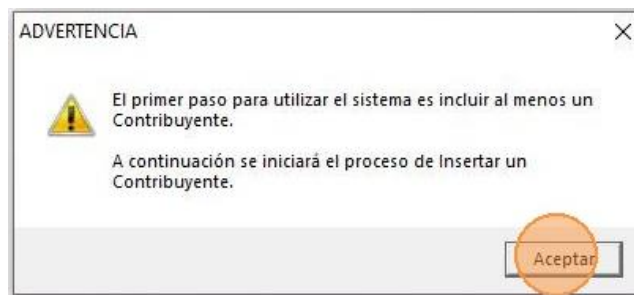 ADVERTENCIA
El primer paso para utilizar el sistema es incluir al menos un
Contribuyente.
A continuación se iniciará el proceso de Insertar un
Contribuyente.
Aceptar